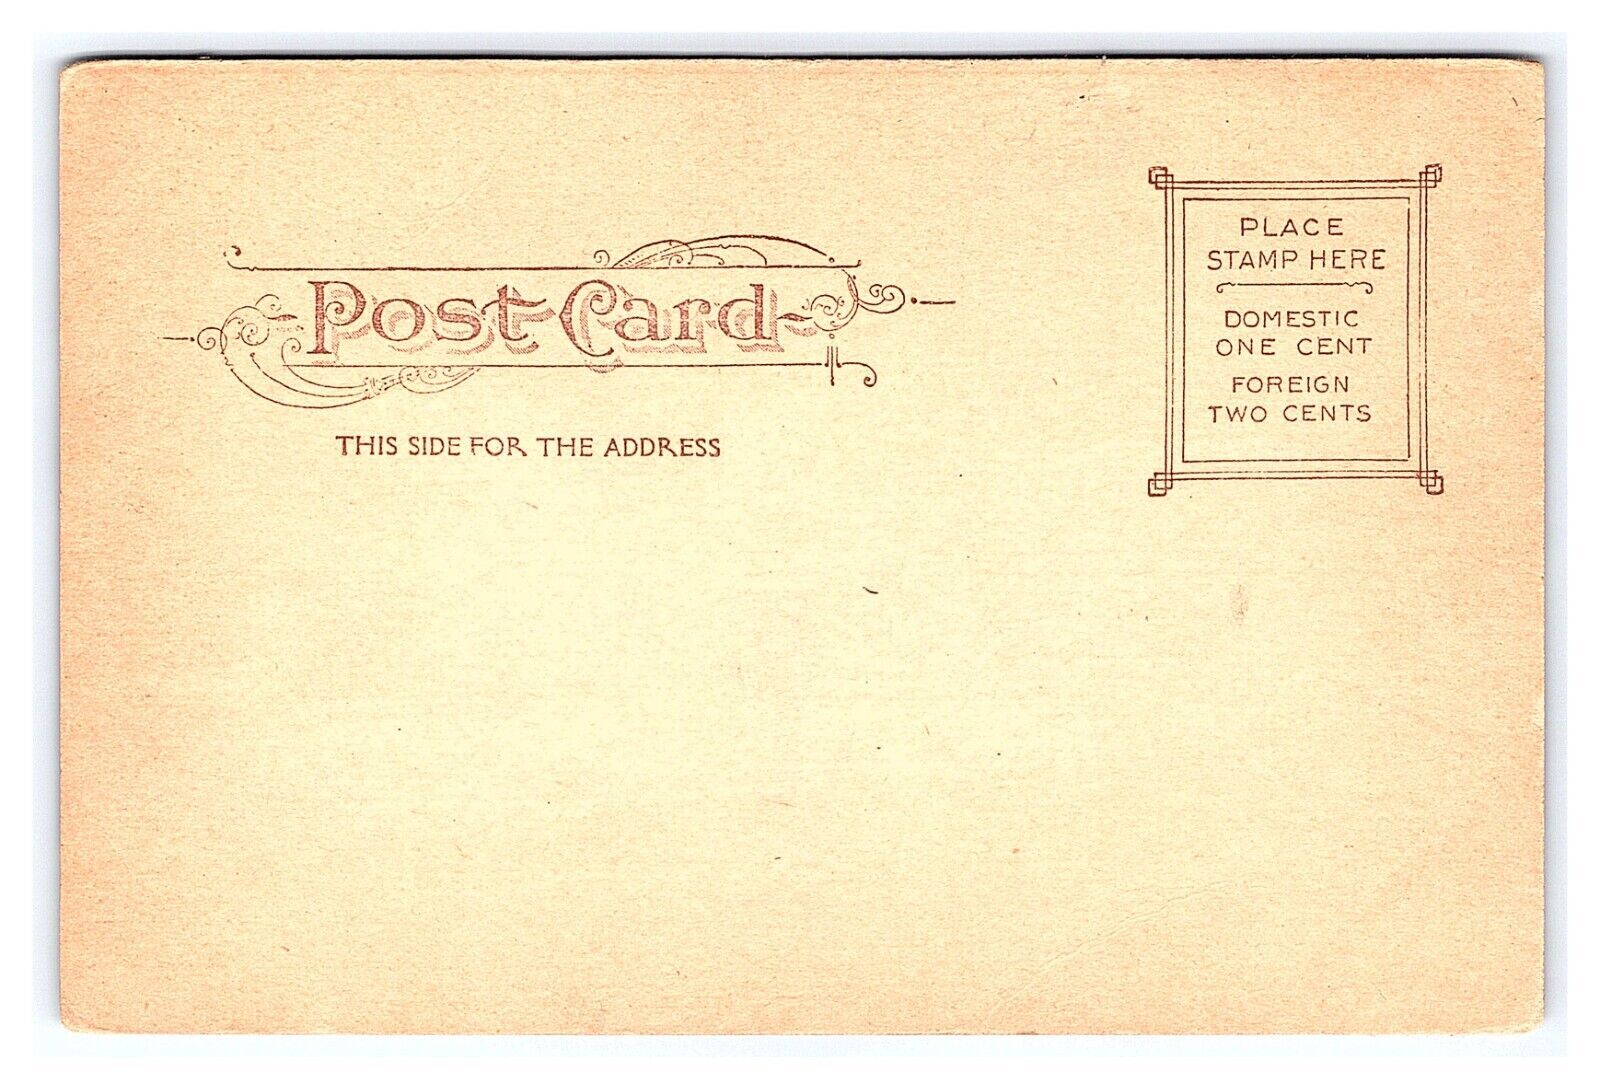 Post Card
THIS SIDE FOR THE ADDRESS
PLACE
STAMP HERE
DOMESTIC
ONE CENT
FOREIGN
TWO CENTS